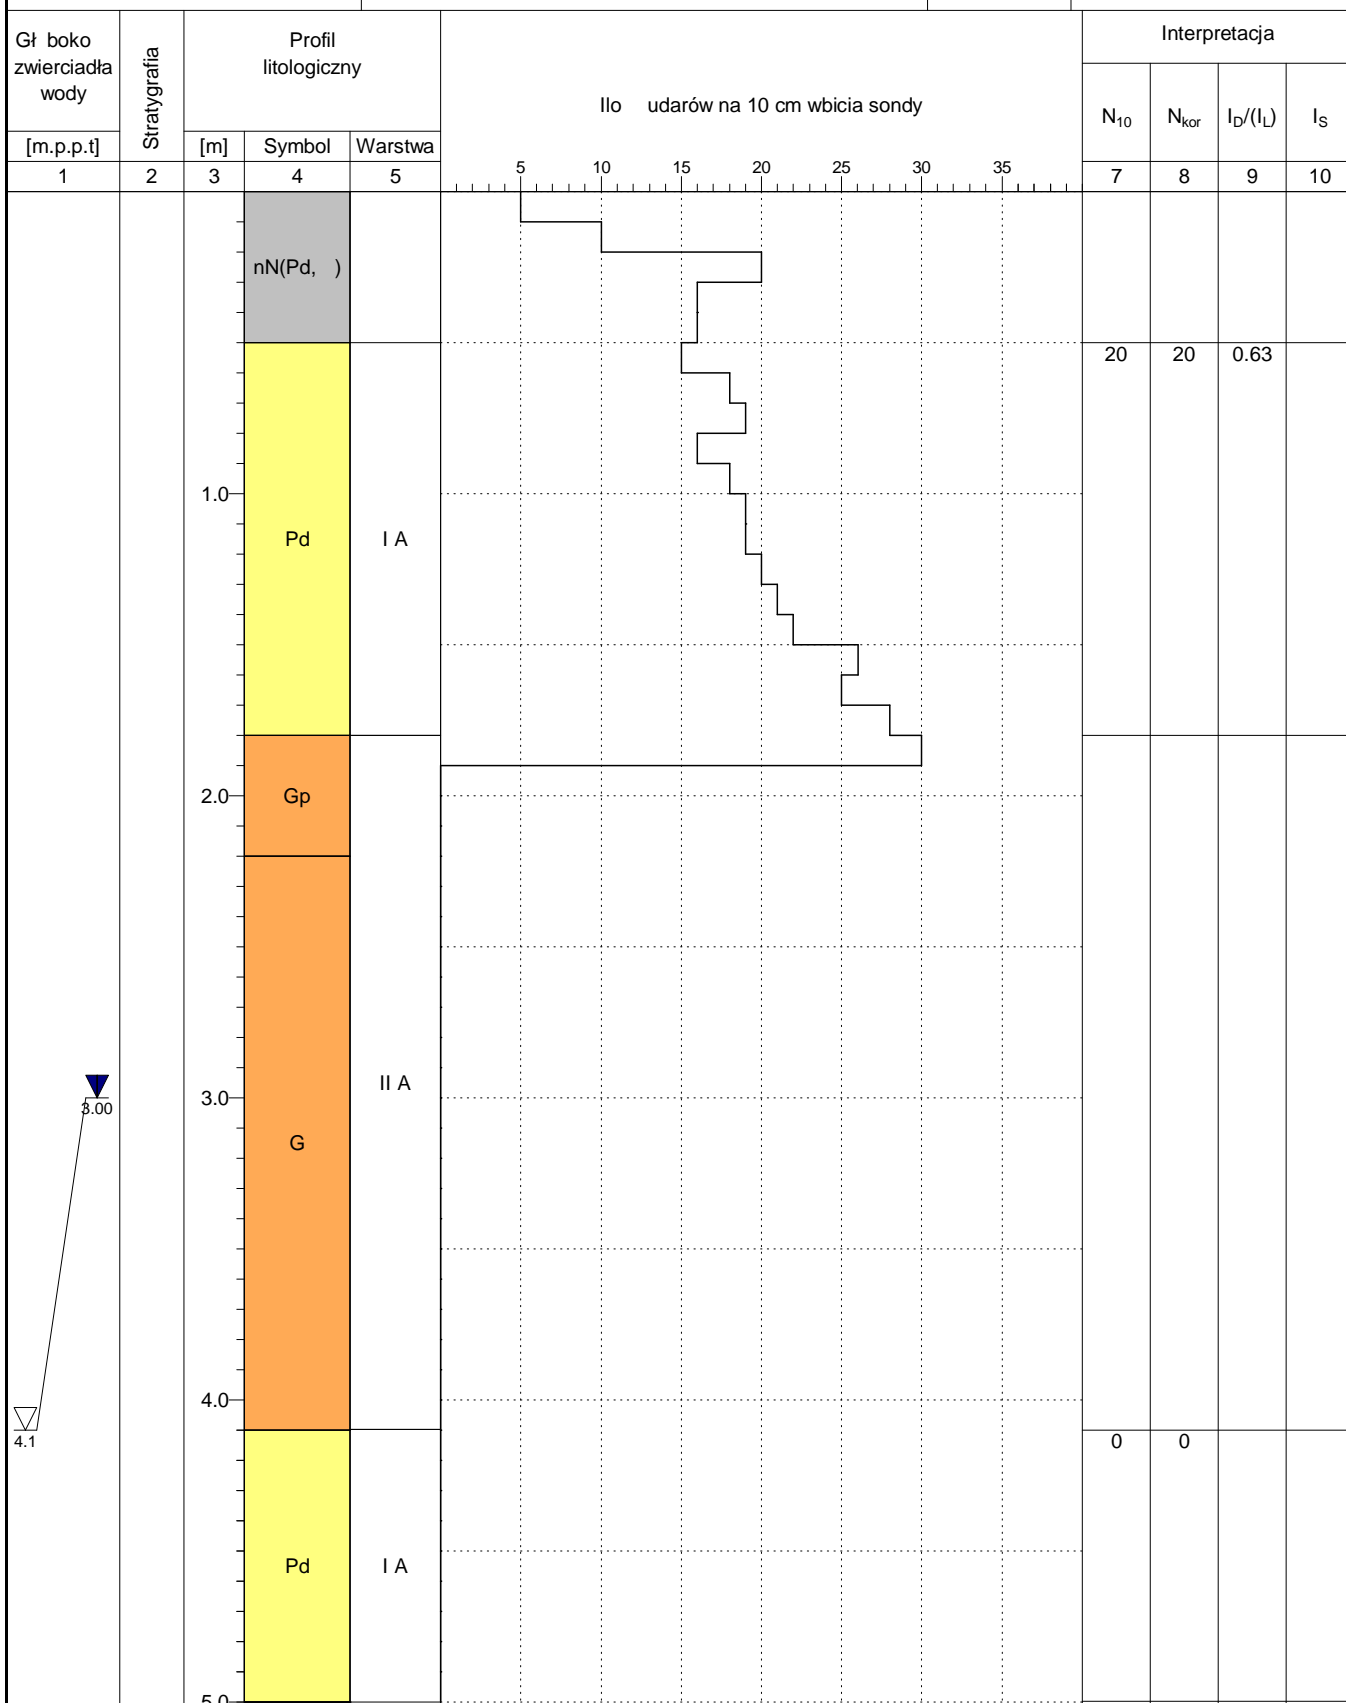 Gł boko
zwierciadła
wody
[m.p.p.t]
Stratygrafia
Profil
litologiczny
[m] Symbol Warstwa
Ilo udarów na 10 cm wbicia sondy
Interpretacja
N10 Nkor ID/(IL) IS
1 2 3 4 5 5 10 15 20 25 30 35 7 8 9 10
nN(Pd, )
20 20 0.63
1.0
Pd I A
2.0 Gp
II A
3.0
3.00
G
4.0
4.1
0 0
Pd I A
5.0